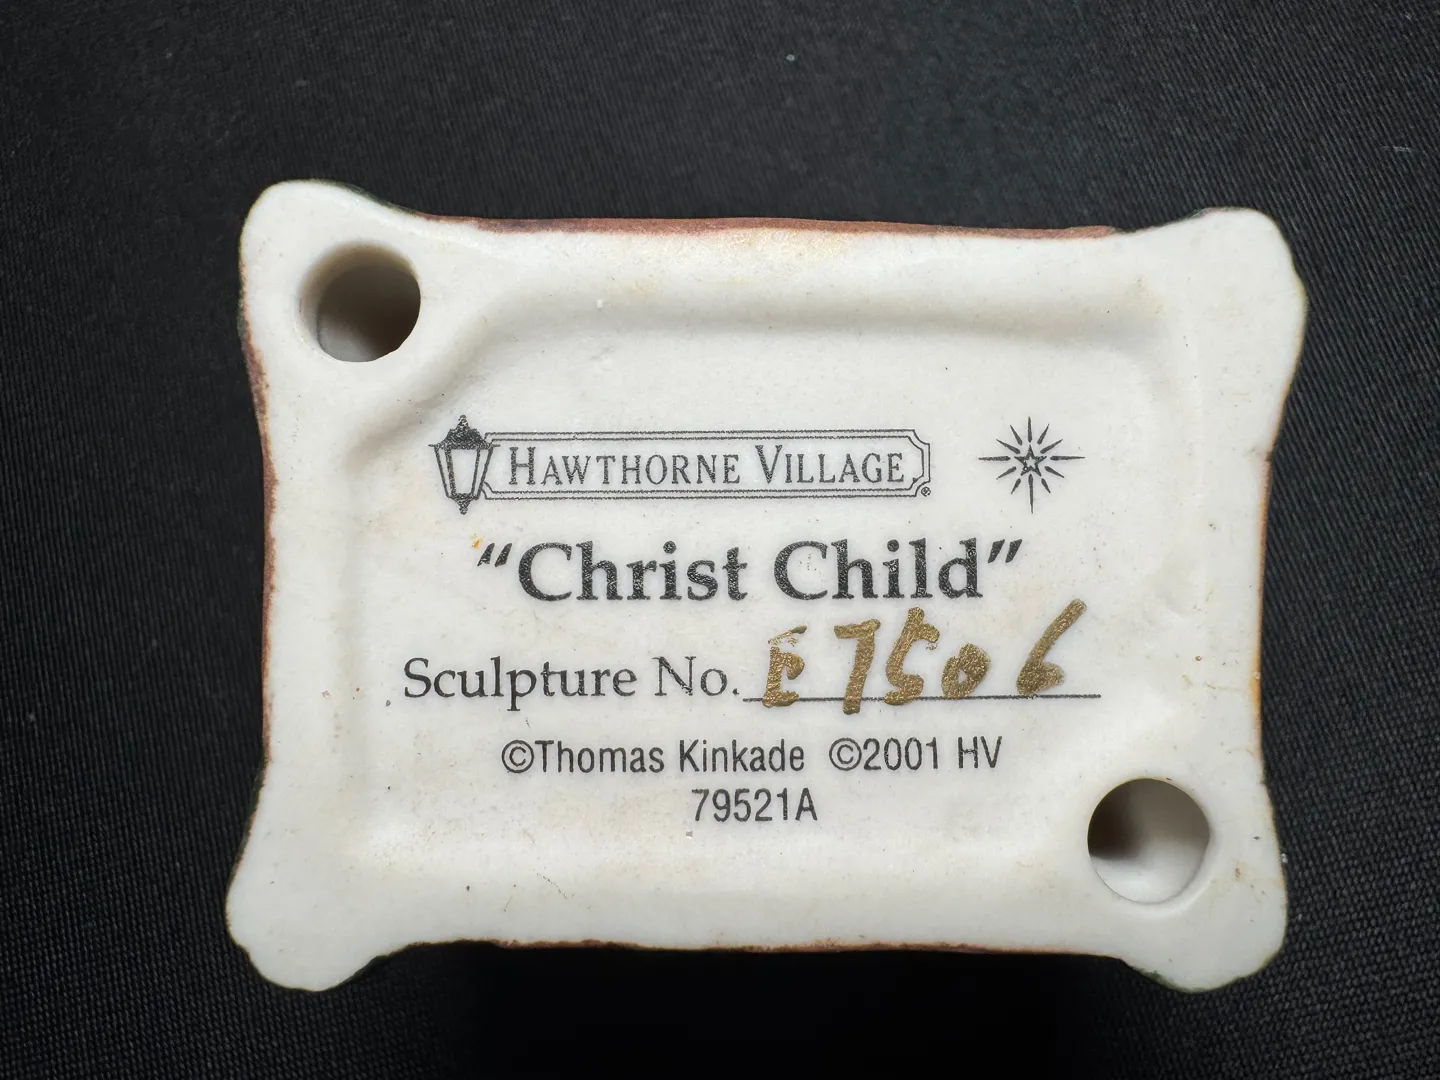 HAWTHORNE VILLAGE®
“Christ Child”
Sculpture No. E7506
©Thomas Kinkade ©2001 HV
79521A